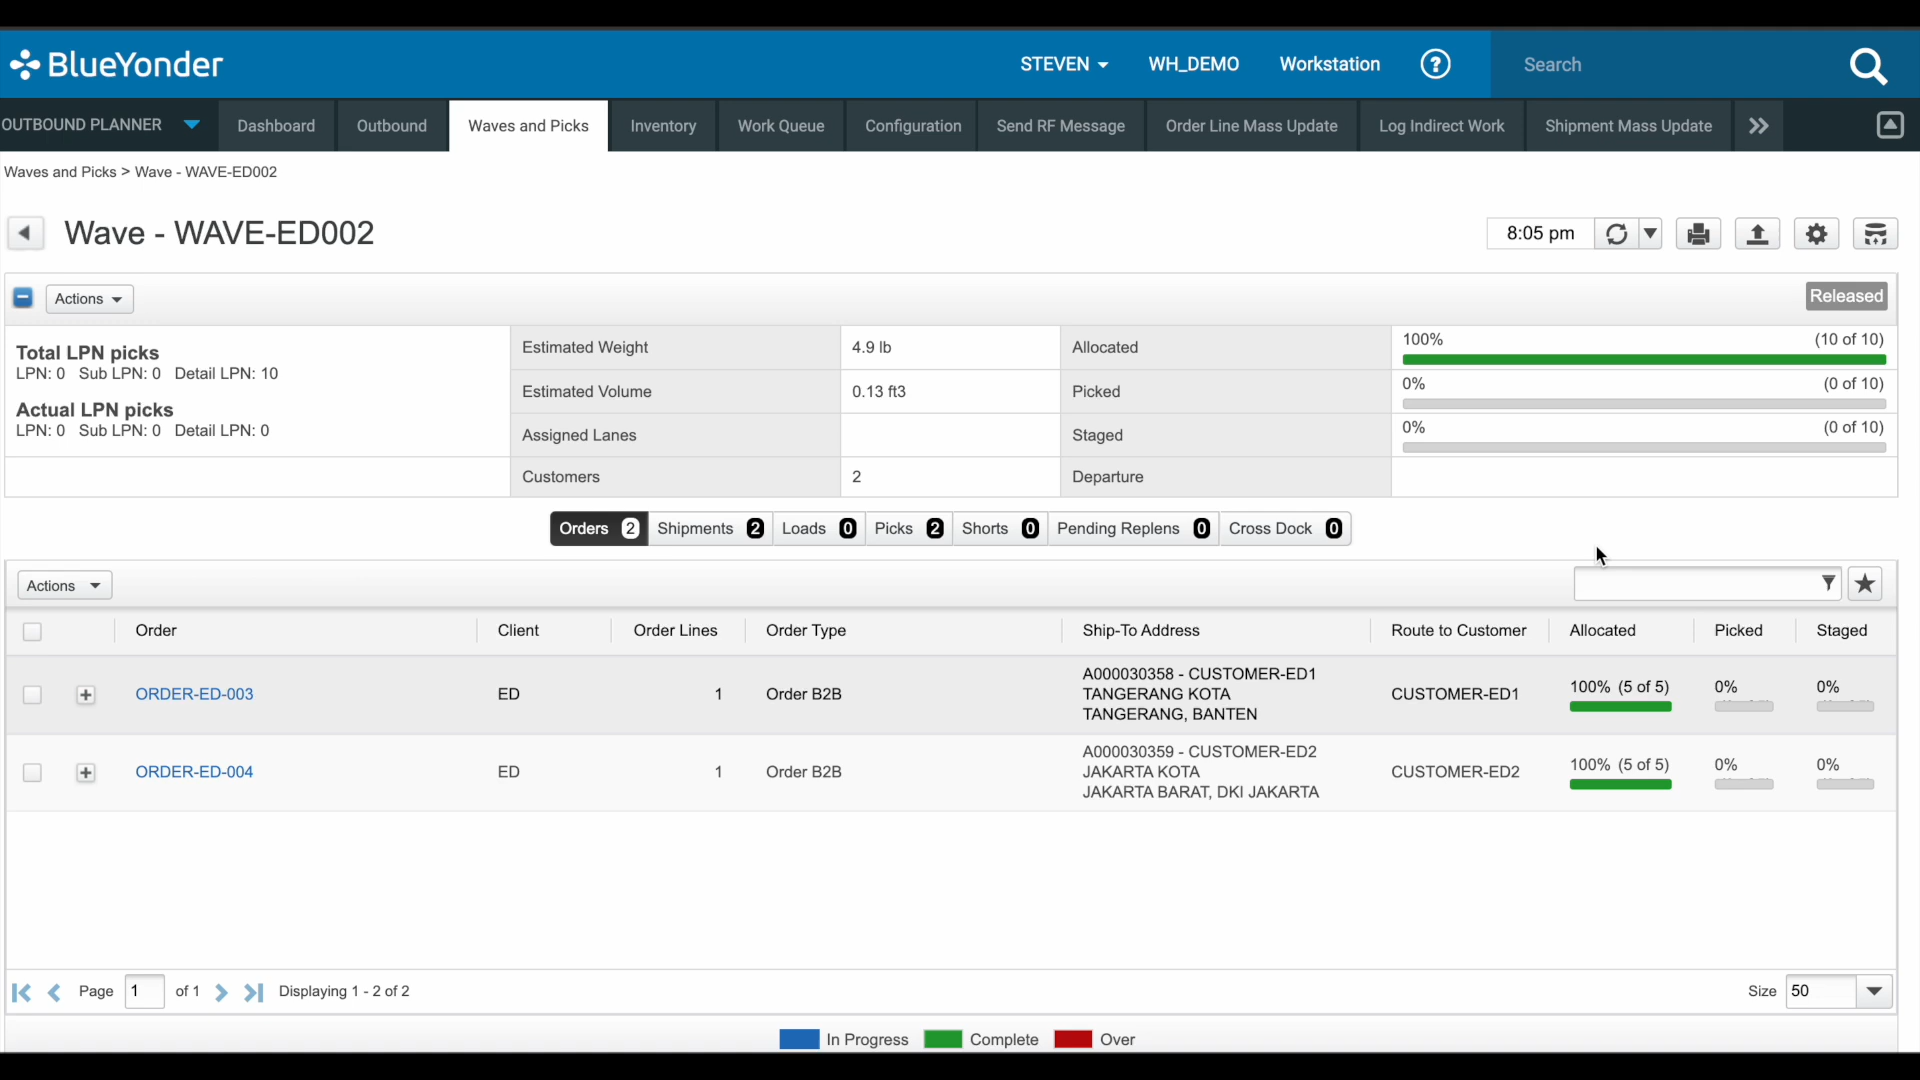 BlueYonder
STEVEN
WH_DEMO
Workstation
?
Search
OUTBOUND PLANNER
Dashboard
Outbound
Waves and Picks
Inventory
Work Queue
Configuration
Send RF Message
Order Line Mass Update
Log Indirect Work
Shipment Mass Update
Waves and Picks > Wave - WAVE-ED002
Wave - WAVE-ED002
8:05 pm
Actions
Released
Total LPN picks
LPN: 0 Sub LPN: 0 Detail LPN: 10
Actual LPN picks
LPN: 0 Sub LPN: 0 Detail LPN: 0
Estimated Weight 4.9 lb
Estimated Volume 0.13 ft3
Assigned Lanes
Customers 2
Allocated 100% (10 of 10)
Picked 0% (0 of 10)
Staged 0% (0 of 10)
Departure
Orders 2
Shipments 2
Loads 0
Picks 2
Shorts 0
Pending Replens 0
Cross Dock 0
Actions
Order Client Order Lines Order Type Ship-To Address Route to Customer Allocated Picked Staged
ORDER-ED-003 ED 1 Order B2B
A000030358 - CUSTOMER-ED1
TANGERANG KOTA
TANGERANG, BANTEN
CUSTOMER-ED1 100% (5 of 5) 0% 0%
ORDER-ED-004 ED 1 Order B2B
A000030359 - CUSTOMER-ED2
JAKARTA KOTA
JAKARTA BARAT, DKI JAKARTA
CUSTOMER-ED2 100% (5 of 5) 0% 0%
Page 1 of 1 Displaying 1 - 2 of 2
Size 50
In Progress Complete Over